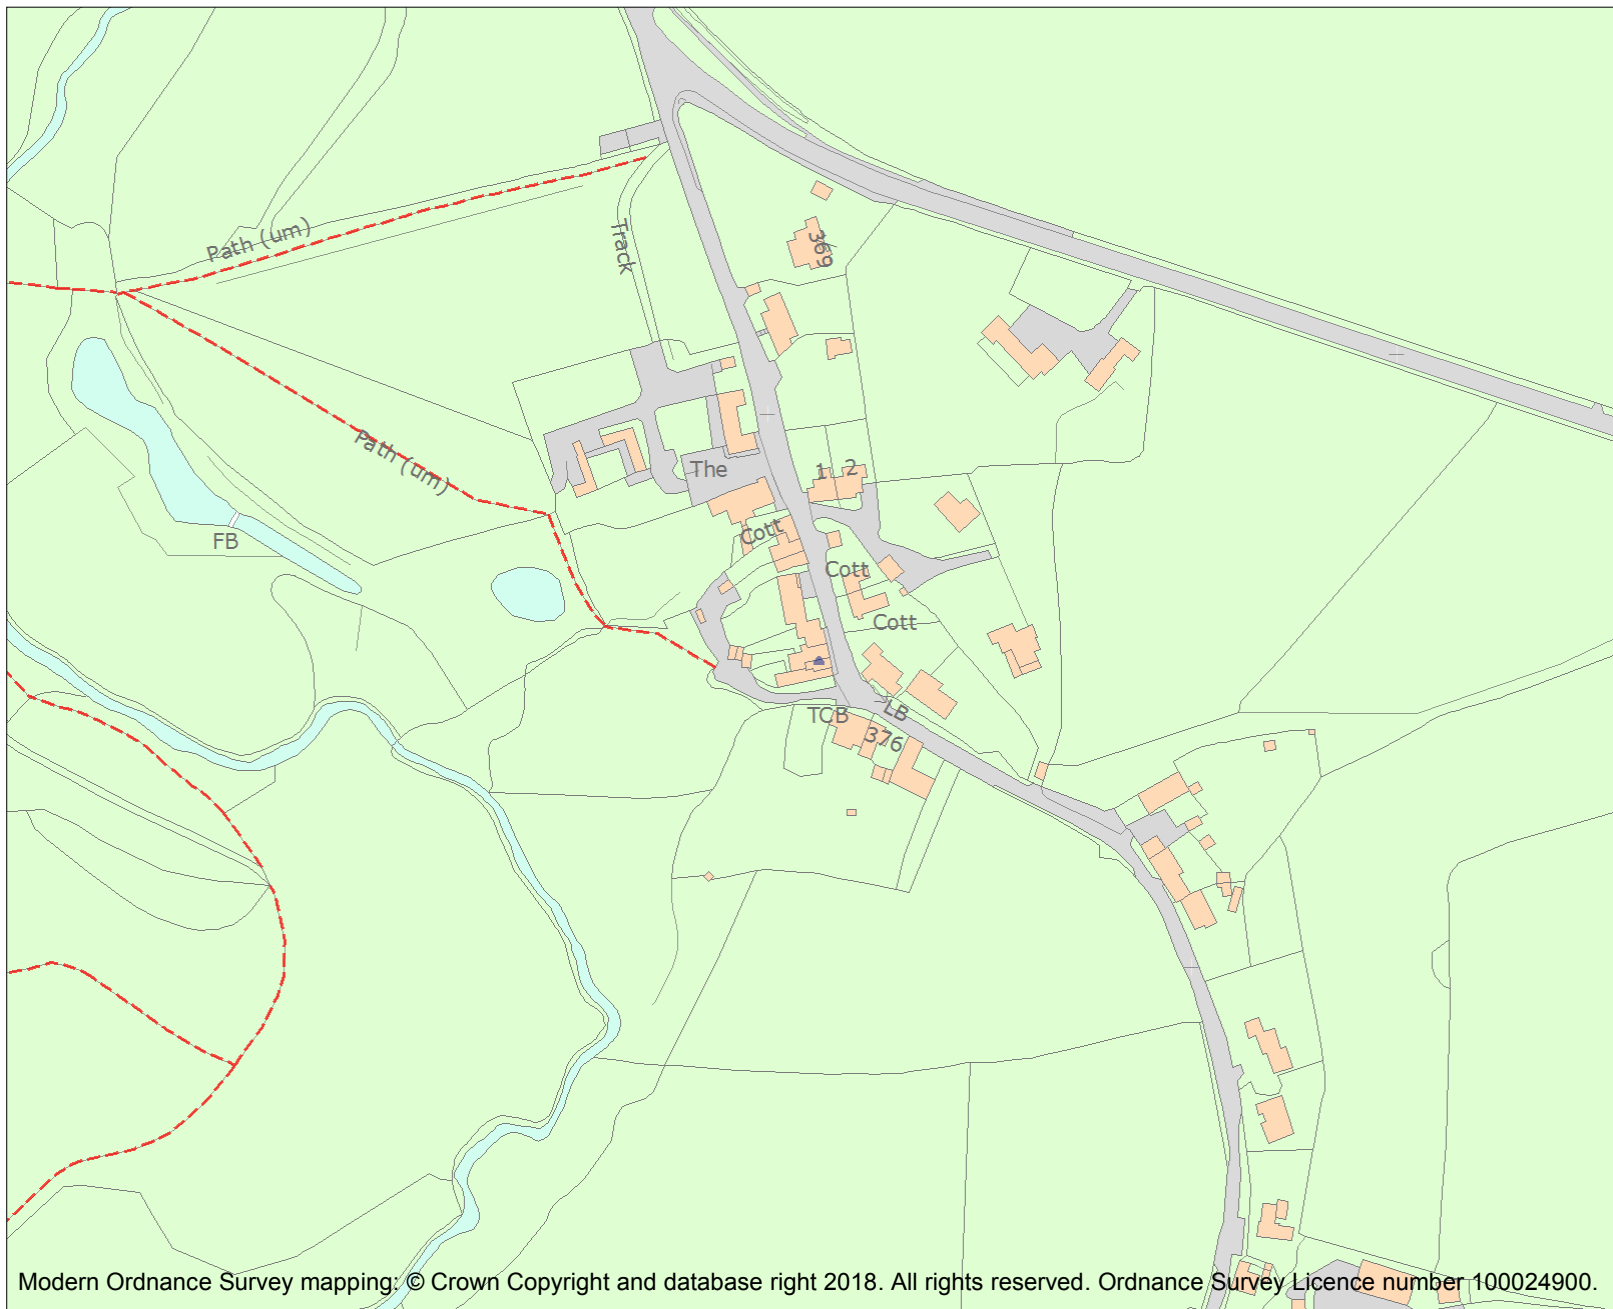 Path (um)
Track
369
Path (um)
The
1
2
FB
Cott
Cott
Cott
TCB
LB
376
Modern Ordnance Survey mapping: © Crown Copyright and database right 2018. All rights reserved. Ordnance Survey Licence number 100024900.